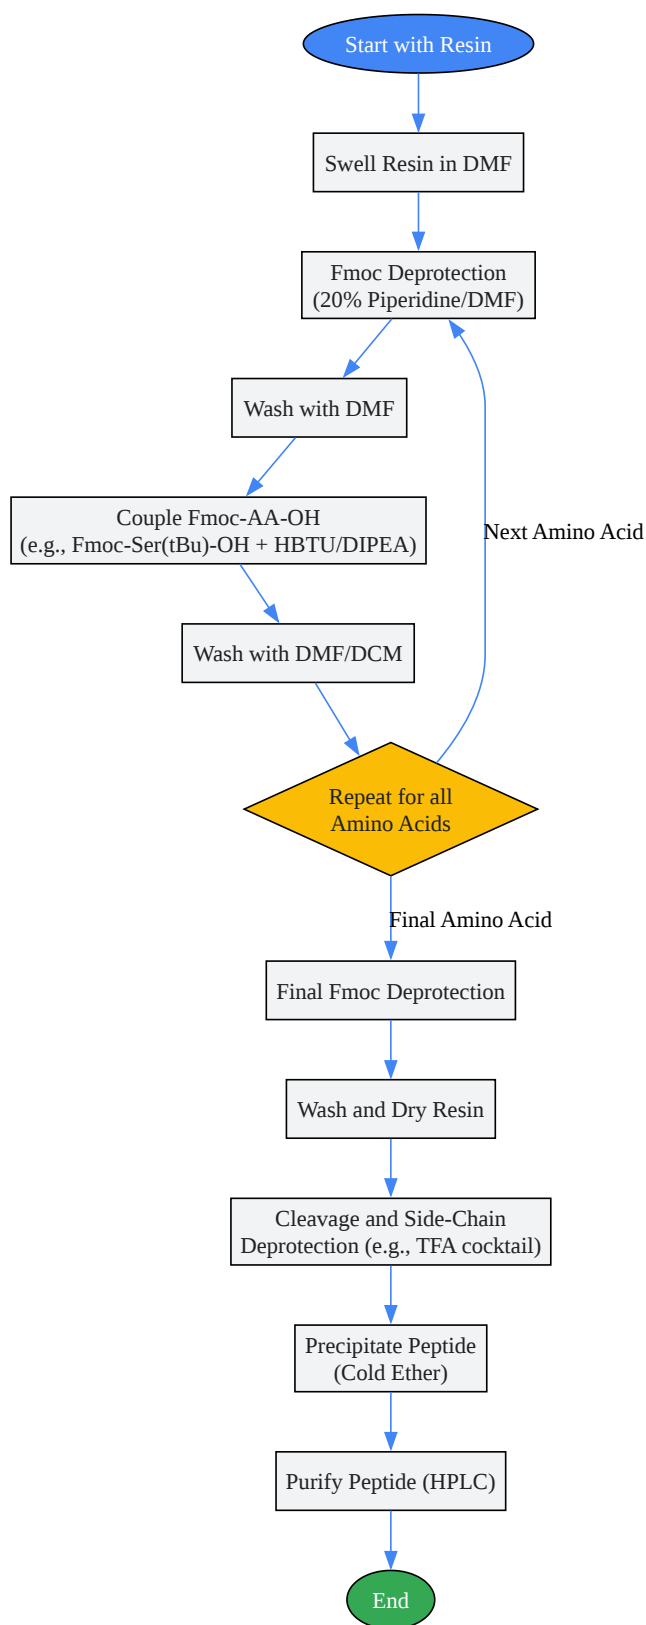 Start with Resin
Swell Resin in DMF
Fmoc Deprotection
(20% Piperidine/DMF)
Wash with DMF
Couple Fmoc-AA-OH
(e.g., Fmoc-Ser(tBu)-OH + HBTU/DIPEA)
Next Amino Acid
Wash with DMF/DCM
Repeat for all
Amino Acids
Final Amino Acid
Final Fmoc Deprotection
Wash and Dry Resin
Cleavage and Side-Chain
Deprotection (e.g., TFA cocktail)
Precipitate Peptide
(Cold Ether)
Purify Peptide (HPLC)
End